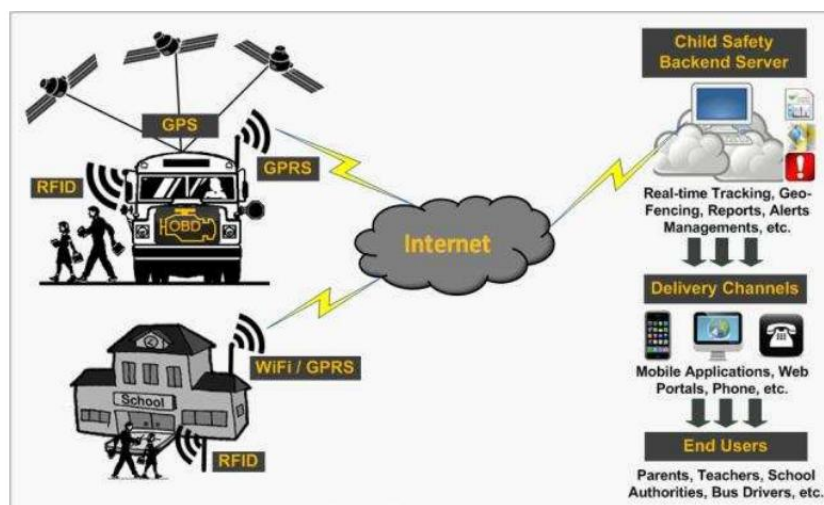 GPS
GPRS
RFID
OBD
Internet
School
WiFi / GPRS
RFID
Child Safety
Backend Server
Real-time Tracking, Geo-
Fencing, Reports, Alerts
Managements, etc.
Delivery Channels
Mobile Applications, Web
Portals, Phone, etc.
End Users
Parents, Teachers, School
Authorities, Bus Drivers, etc.